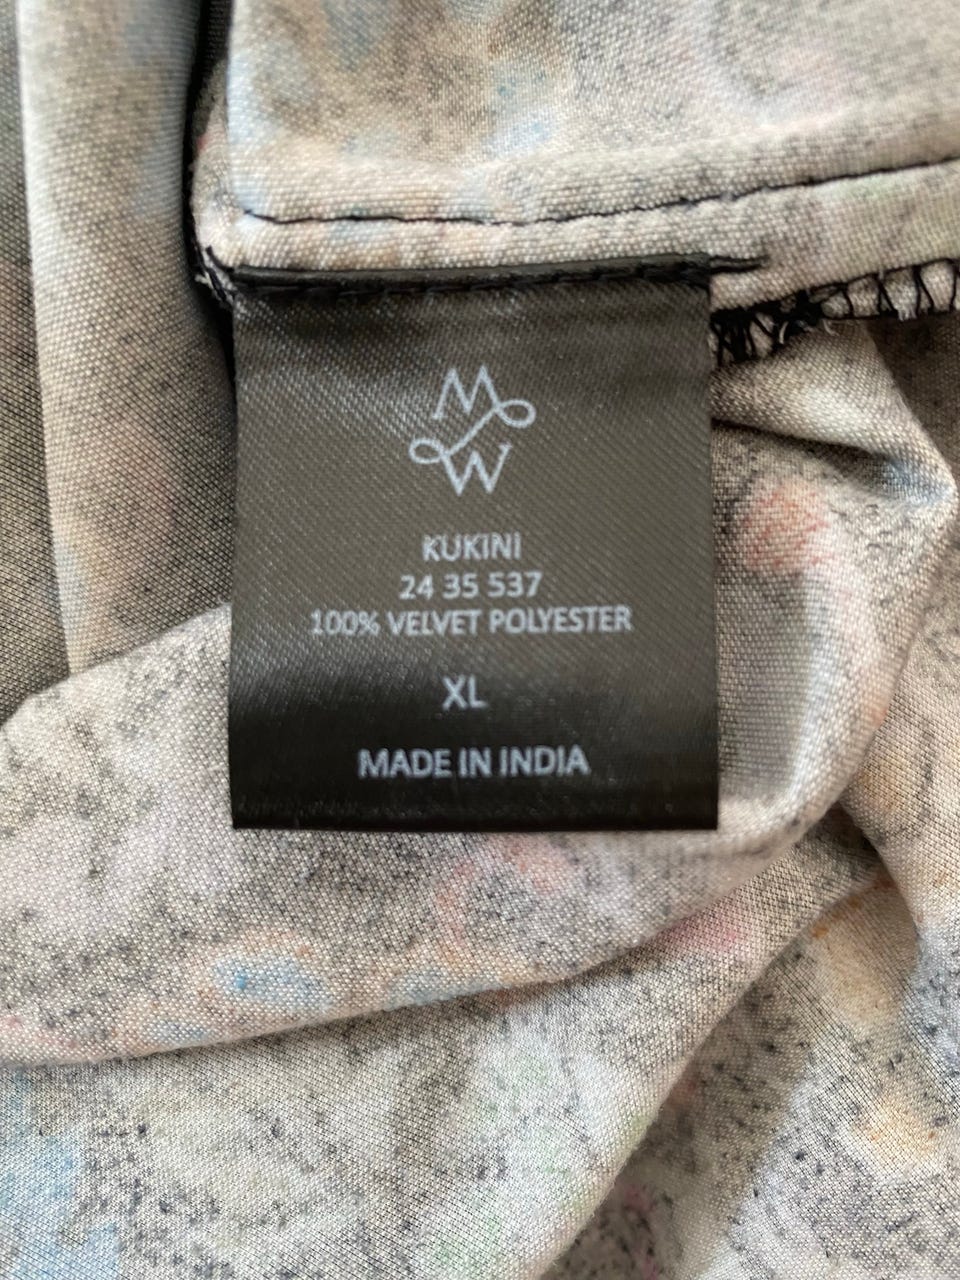 M
W
KUKINI
24 35 537
100% VELVET POLYESTER
XL
MADE IN INDIA